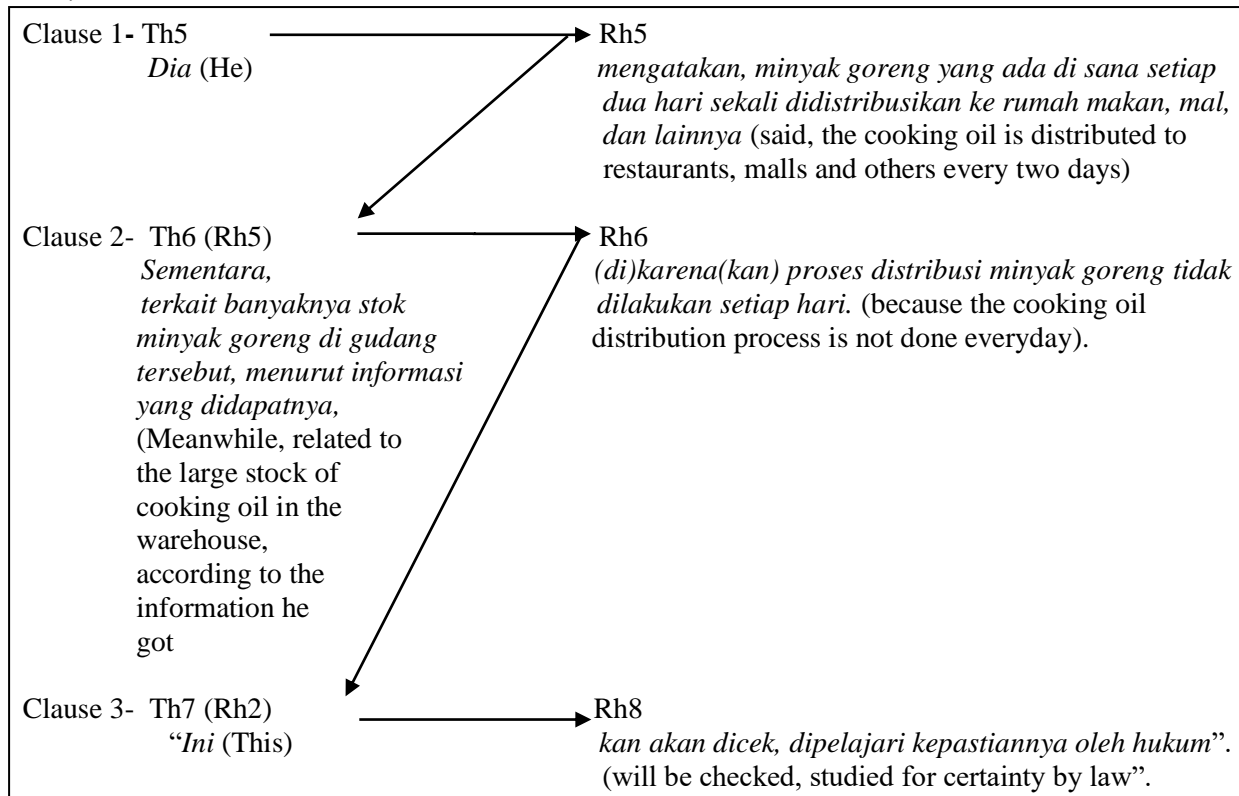 Clause 1- Th5
Dia (He)
Rh5
mengatakan, minyak goreng yang ada di sana setiap
dua hari sekali didistribusikan ke rumah makan, mal,
dan lainnya (said, the cooking oil is distributed to
restaurants, malls and others every two days)
Clause 2- Th6 (Rh5)
Sementara,
terkait banyaknya stok
minyak goreng di gudang
tersebut, menurut informasi
yang didapatnya,
(Meanwhile, related to
the large stock of
cooking oil in the
warehouse,
according to the
information he
got
Rh6
(di)karena(kan) proses distribusi minyak goreng tidak
dilakukan setiap hari. (because the cooking oil
distribution process is not done everyday).
Clause 3- Th7 (Rh2)
“Ini (This)
Rh8
kan akan dicek, dipelajari kepastiannya oleh hukum”.
(will be checked, studied for certainty by law”.